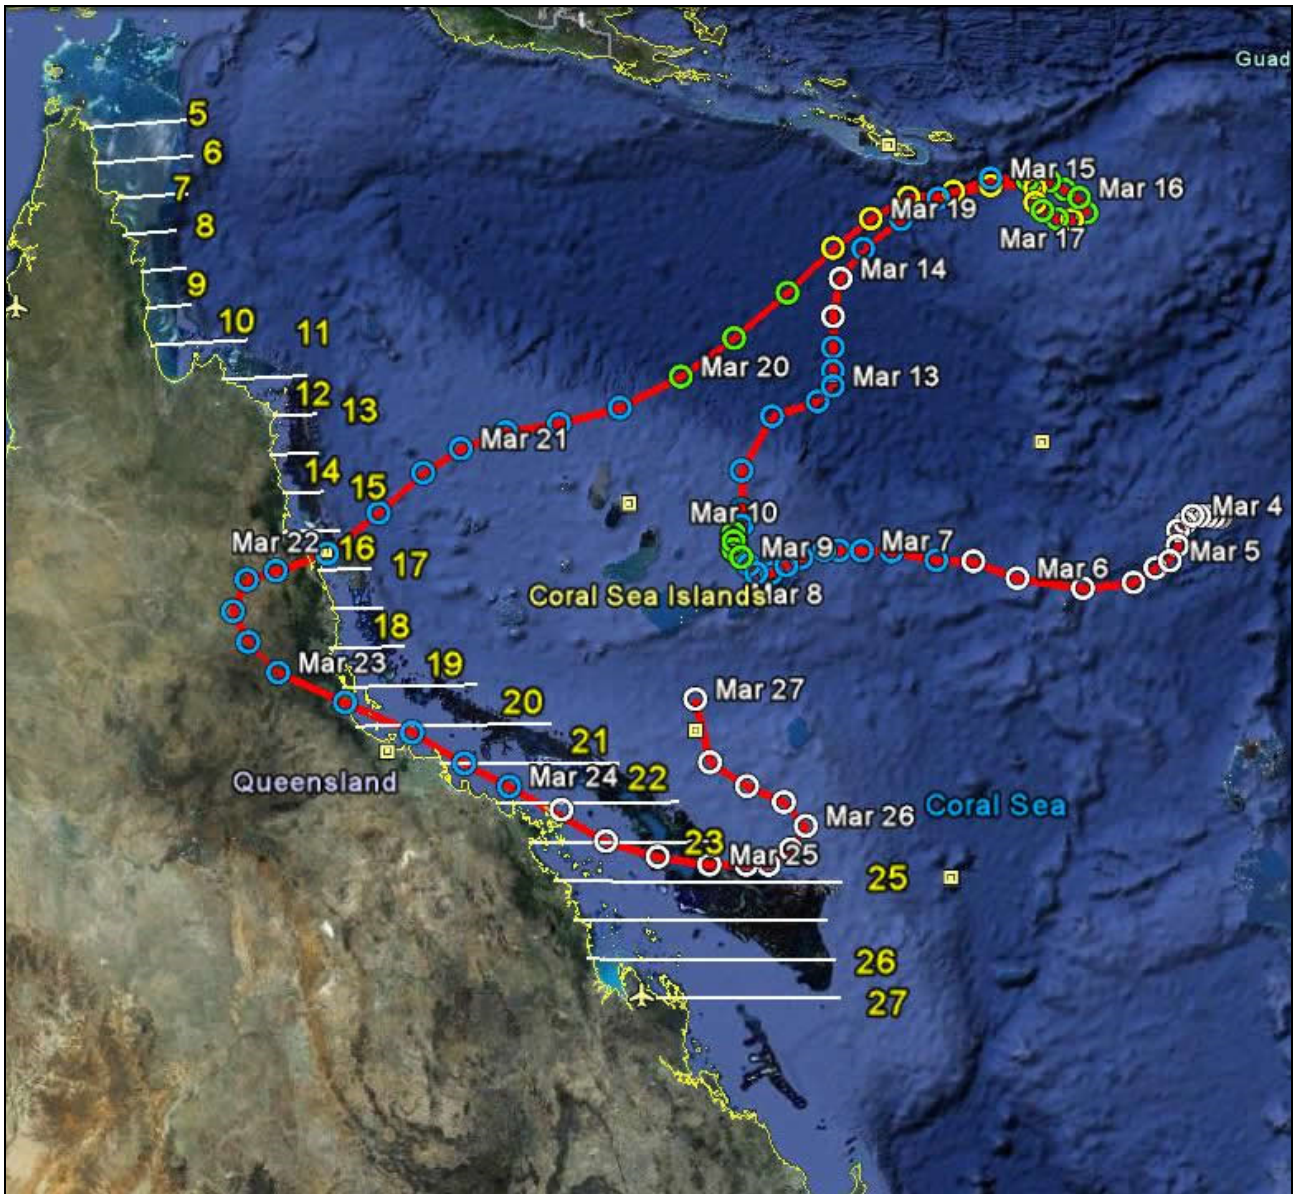 Guad
5
6
7
8
9
10
11
12
13
14
15
16
17
18
19
20
21
22
23
25
26
27
Mar 15
Mar 16
Mar 19
Mar 17
Mar 14
Mar 20
Mar 13
Mar 21
Mar 10
Mar 4
Mar 22
Mar 9
Mar 7
Mar 5
Mar 6
Coral Sea Islands
Mar 8
Mar 23
Mar 27
Queensland
Mar 24
Mar 26
Coral Sea
Mar 25